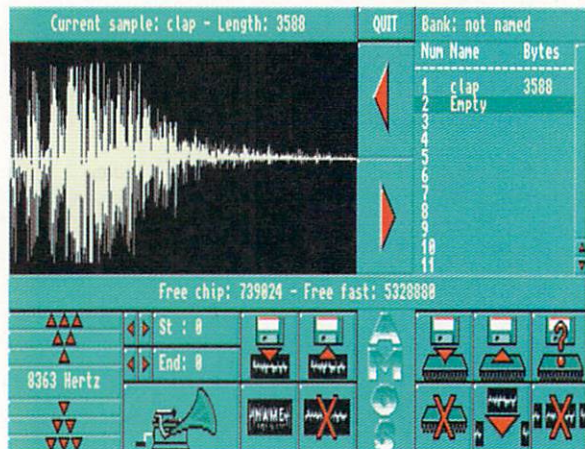 Current sample: clap - Length: 3588
QUIT
Bank: not named
Num Name Bytes
1 clap 3588
2 Empty
3
4
5
6
7
8
9
10
11
Free chip: 739024 - Free fast: 5328880
St : 0
End: 0
8363 Hertz
NAME
?
AMOS